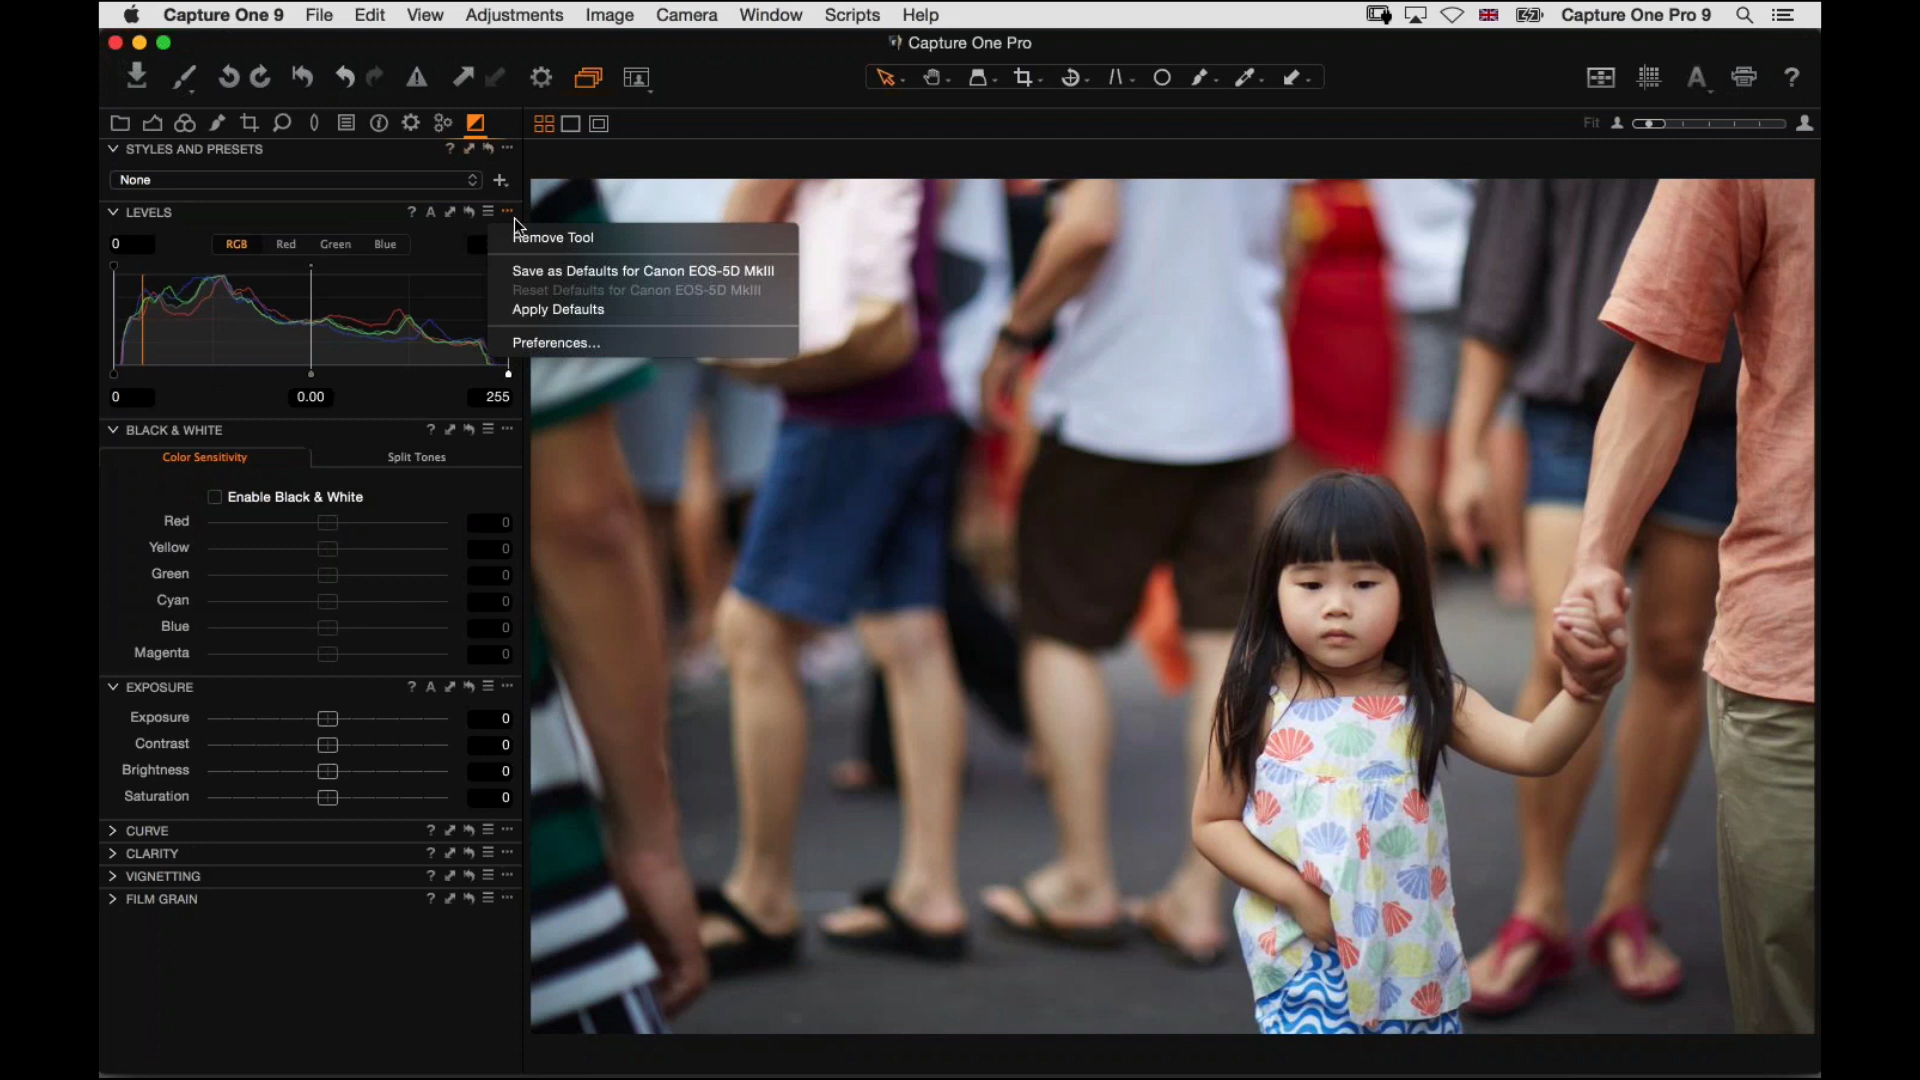 Capture One 9 File Edit View Adjustments Image Camera Window Scripts Help Capture One Pro 9
Capture One Pro
A ?
Fit
STYLES AND PRESETS ?
None
LEVELS ? A
0 RGB Red Green Blue
Remove Tool
Save as Defaults for Canon EOS-5D MkIII
Reset Defaults for Canon EOS-5D MkIII
Apply Defaults
Preferences...
0 0.00 255
BLACK & WHITE ?
Color Sensitivity Split Tones
Enable Black & White
Red 0
Yellow 0
Green 0
Cyan 0
Blue 0
Magenta 0
EXPOSURE ? A
Exposure 0
Contrast 0
Brightness 0
Saturation 0
CURVE ?
CLARITY ?
VIGNETTING ?
FILM GRAIN ?